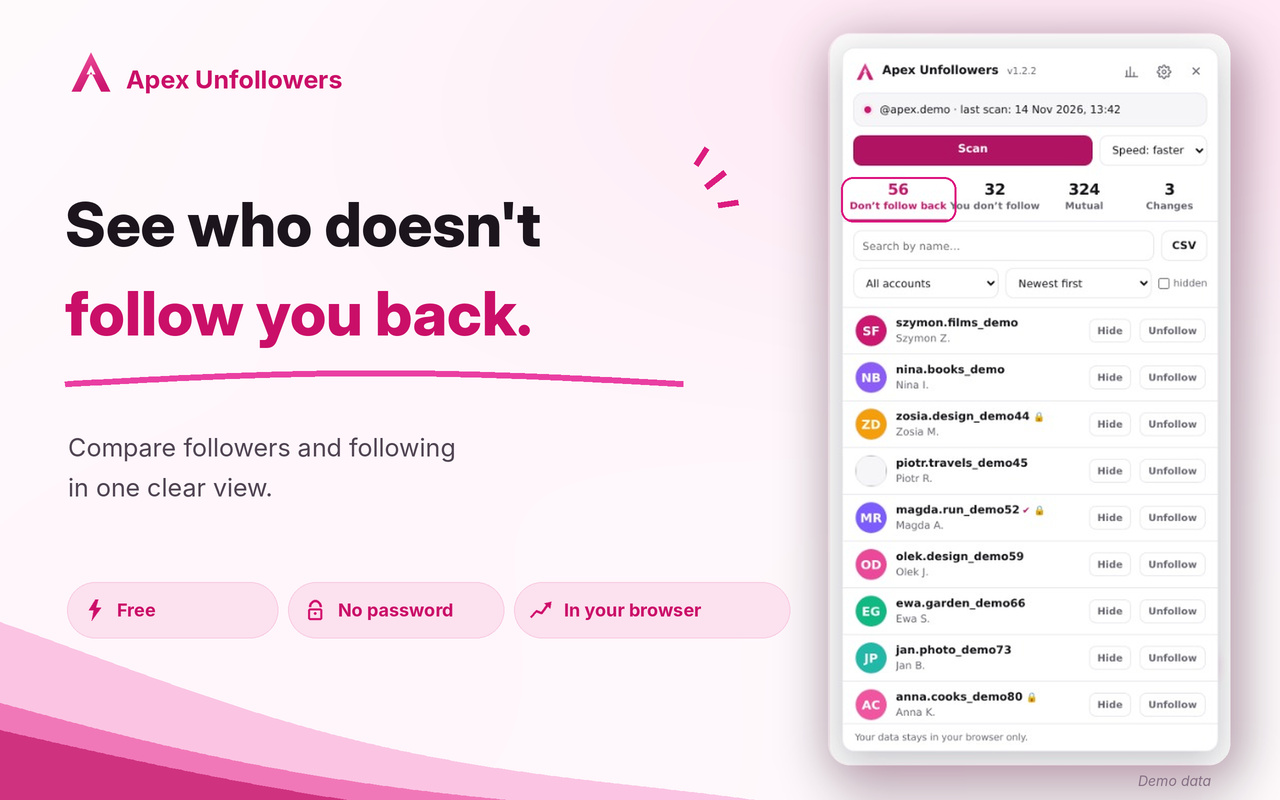 Apex Unfollowers
See who doesn't
follow you back.
Compare followers and following
in one clear view.
Free
No password
In your browser
Apex Unfollowers v1.2.2
@apex.demo · last scan: 14 Nov 2026, 13:42
Scan
Speed: faster
56 32 324 3
Don’t follow back You don’t follow Mutual Changes
Search by name...
CSV
All accounts
Newest first
hidden
SF szymon.films_demo
Szymon Z.
Hide Unfollow
NB nina.books_demo
Nina I.
Hide Unfollow
ZD zosia.design_demo44
Zosia M.
Hide Unfollow
piotr.travels_demo45
Piotr R.
Hide Unfollow
MR magda.run_demo52
Magda A.
Hide Unfollow
OD olek.design_demo59
Olek J.
Hide Unfollow
EG ewa.garden_demo66
Ewa S.
Hide Unfollow
JP jan.photo_demo73
Jan B.
Hide Unfollow
AC anna.cooks_demo80
Anna K.
Hide Unfollow
Your data stays in your browser only.
Demo data